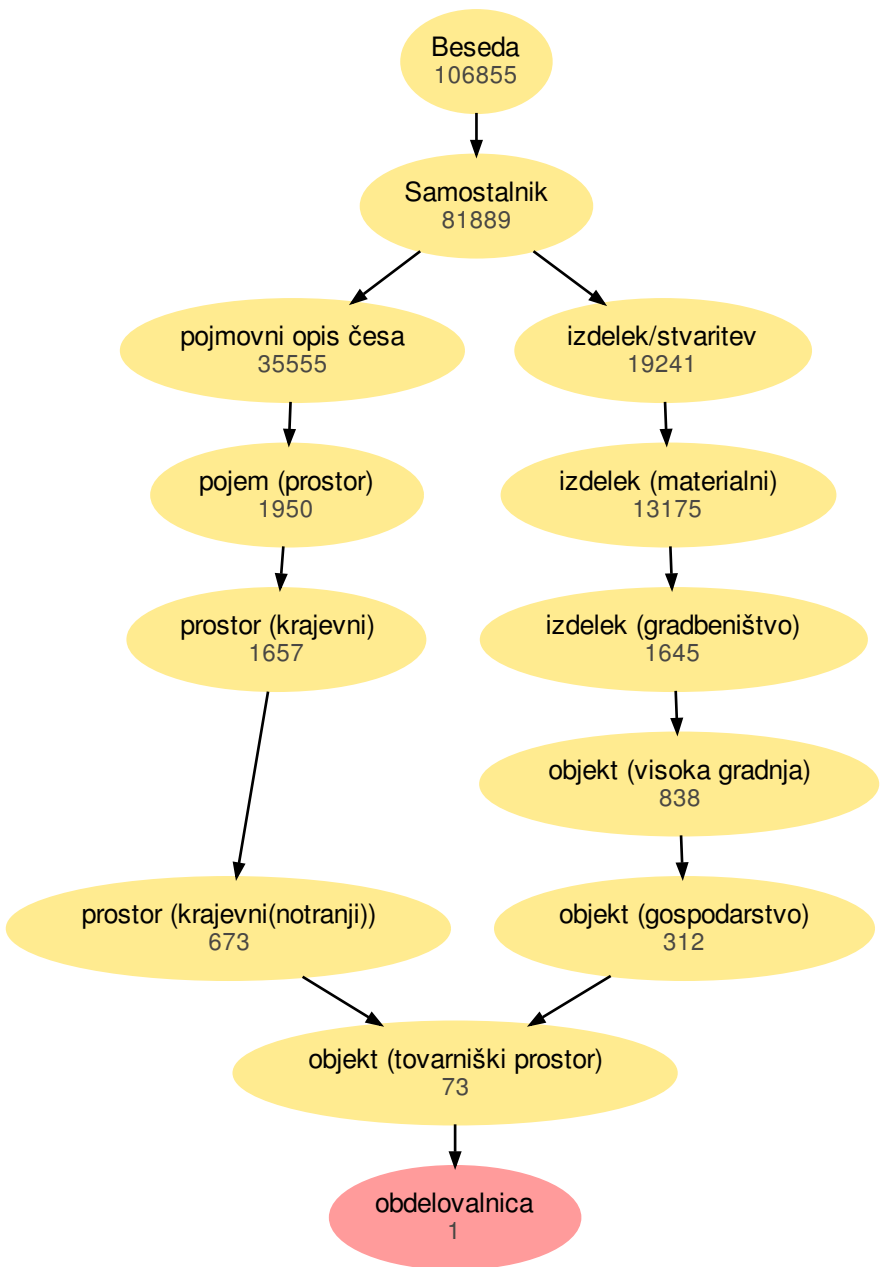 Beseda
106855
Samostalnik
81889
pojmovni opis česa
35555
izdelek/stvaritev
19241
pojem (prostor)
1950
izdelek (materialni)
13175
prostor (krajevni)
1657
izdelek (gradbeništvo)
1645
objekt (visoka gradnja)
838
prostor (krajevni(notranji))
673
objekt (gospodarstvo)
312
objekt (tovarniški prostor)
73
obdelovalnica
1